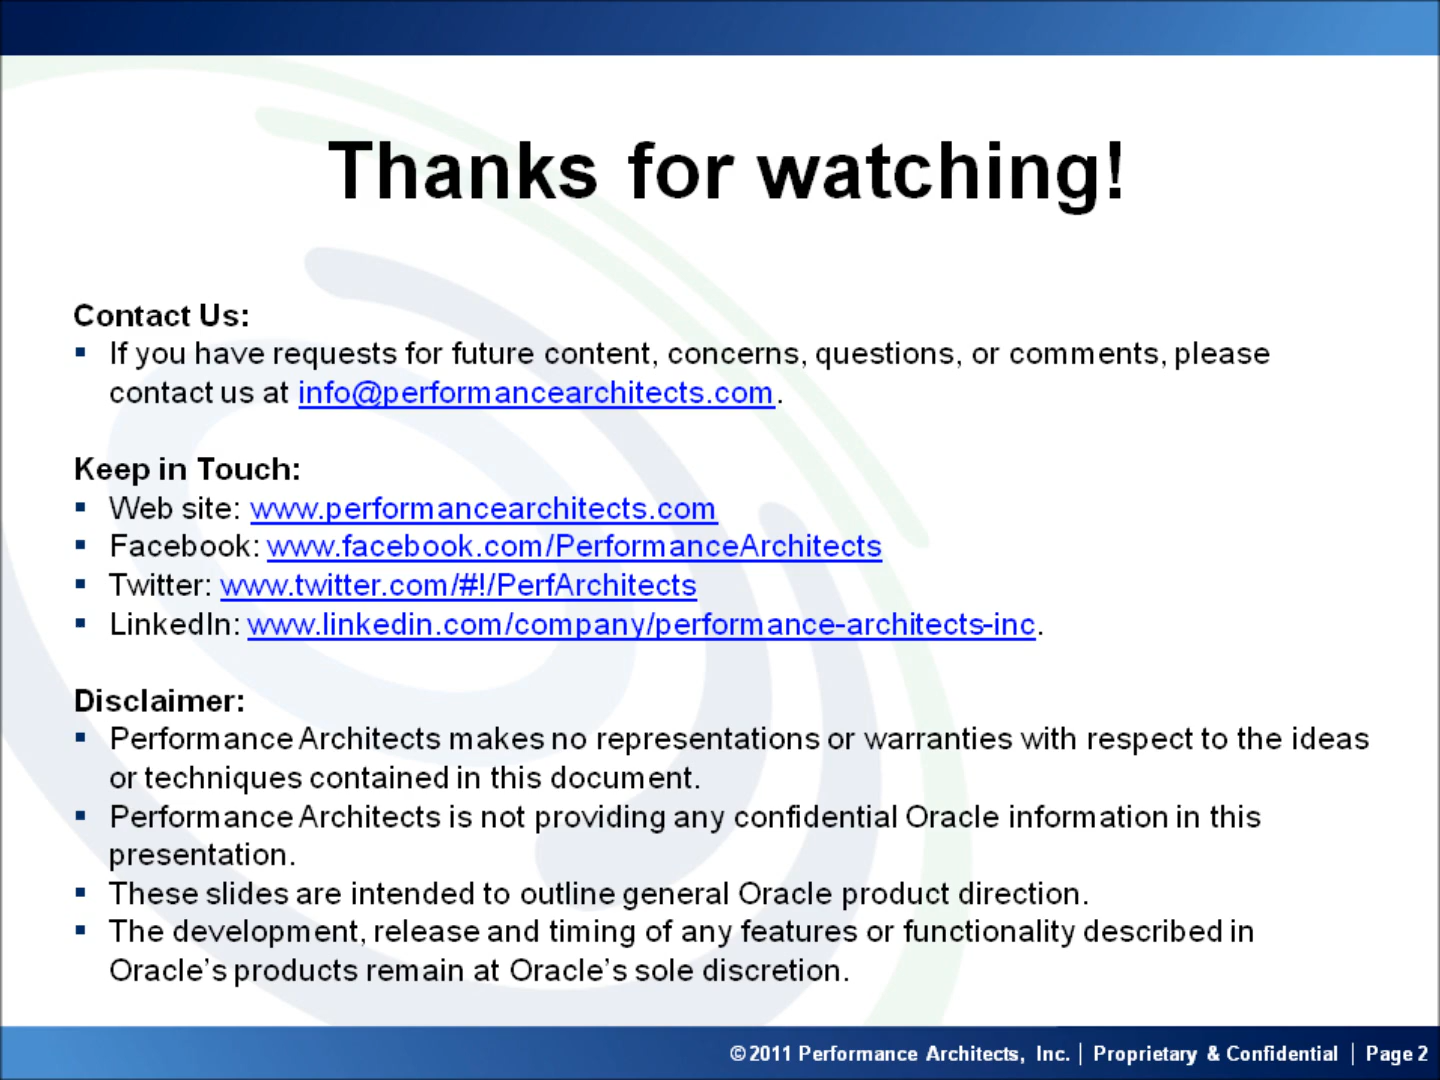 Thanks for watching!
Contact Us:
▪ If you have requests for future content, concerns, questions, or comments, please
contact us at info@performancearchitects.com.
Keep in Touch:
▪ Web site: www.performancearchitects.com
▪ Facebook: www.facebook.com/PerformanceArchitects
▪ Twitter: www.twitter.com/#!/PerfArchitects
▪ LinkedIn: www.linkedin.com/company/performance-architects-inc.
Disclaimer:
▪ Performance Architects makes no representations or warranties with respect to the ideas
or techniques contained in this document.
▪ Performance Architects is not providing any confidential Oracle information in this
presentation.
▪ These slides are intended to outline general Oracle product direction.
▪ The development, release and timing of any features or functionality described in
Oracle’s products remain at Oracle’s sole discretion.
© 2011 Performance Architects, Inc. | Proprietary & Confidential | Page 2